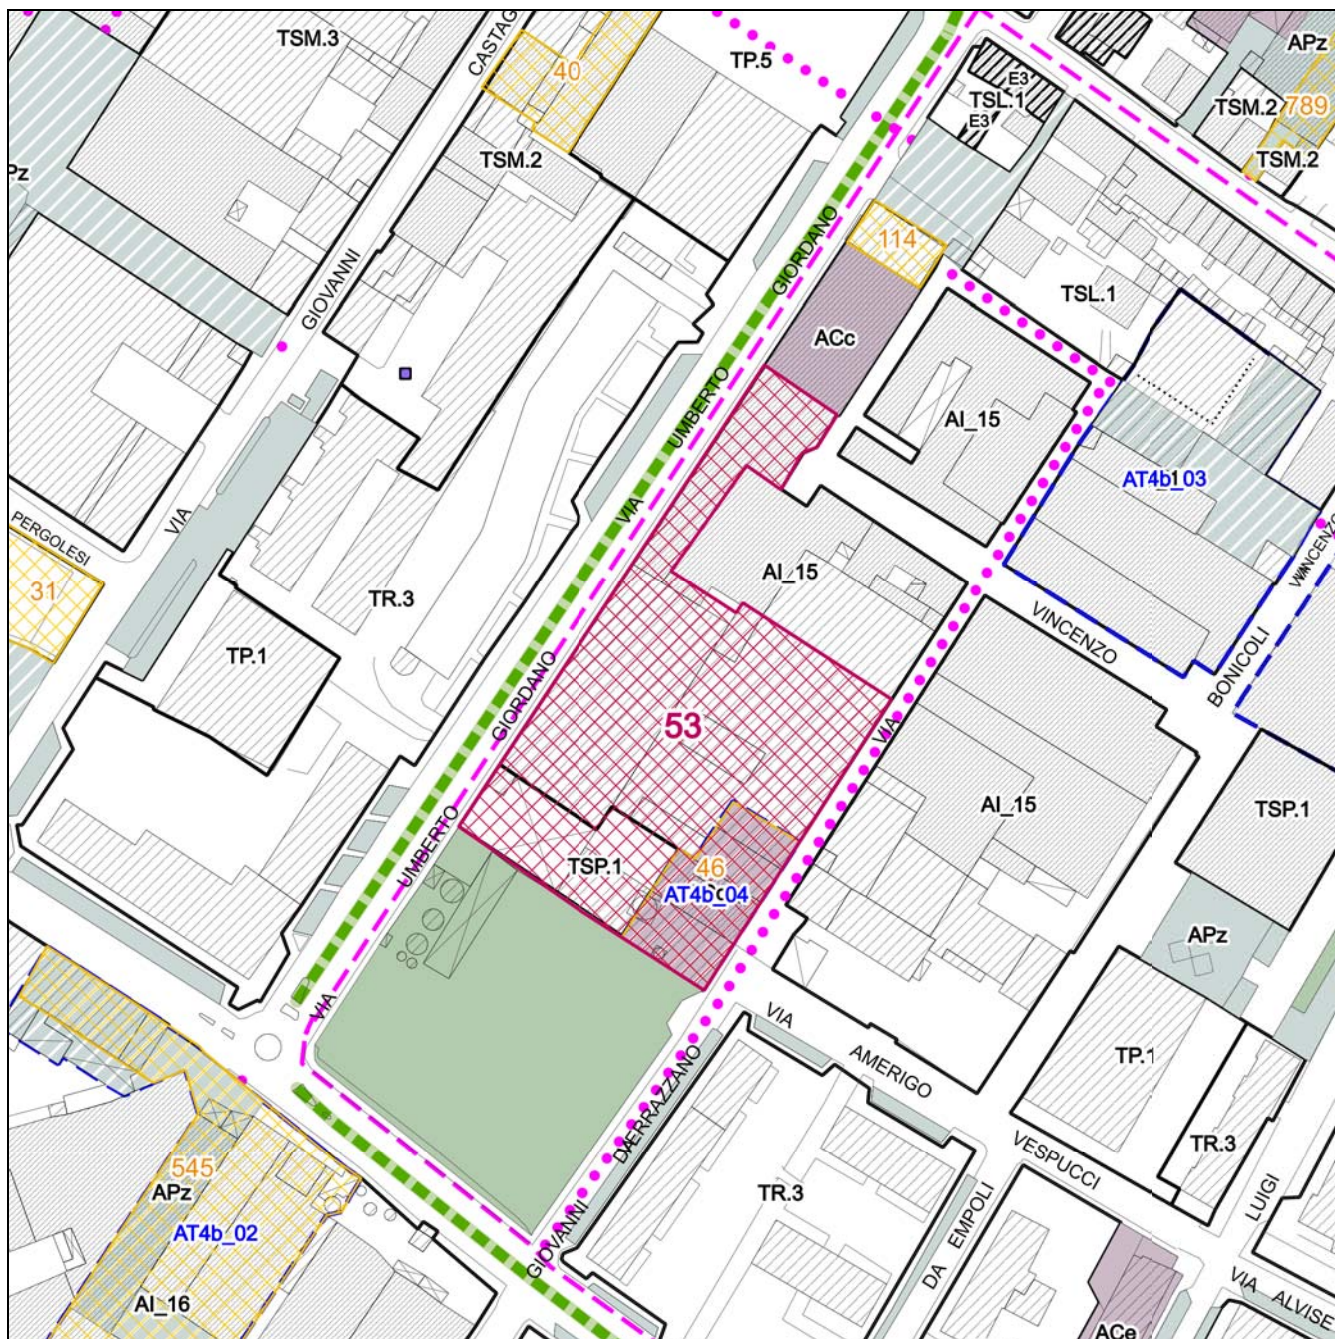 TSM.3
CASTAG
40
TP.5
APz
TSM.2
789
TSM.2
E3
TSL.1
E3
Pz
TSM.2
GIORDANO
114
GIOVANNI
TSL.1
ACc
UMBERTO
AI_15
AT4b_03
VIA
VIA
PERGOLESI
AI_15
VINCENZO
31
TR.3
VINCENZO
TP.1
BONICOLI
GIORDANO
53
VIA
AI_15
TSP.1
UMBERTO
TSP.1
46
AT4b_04
APz
VIA
VIA
AMERIGO
TP.1
DA
ERRAZZANO
VESPUCCI
TR.3
545
APz
TR.3
AT4b_02
GIOVANNI
DA EMPOLI
LUIGI
VIA
ALVISE
AI_16
ACe